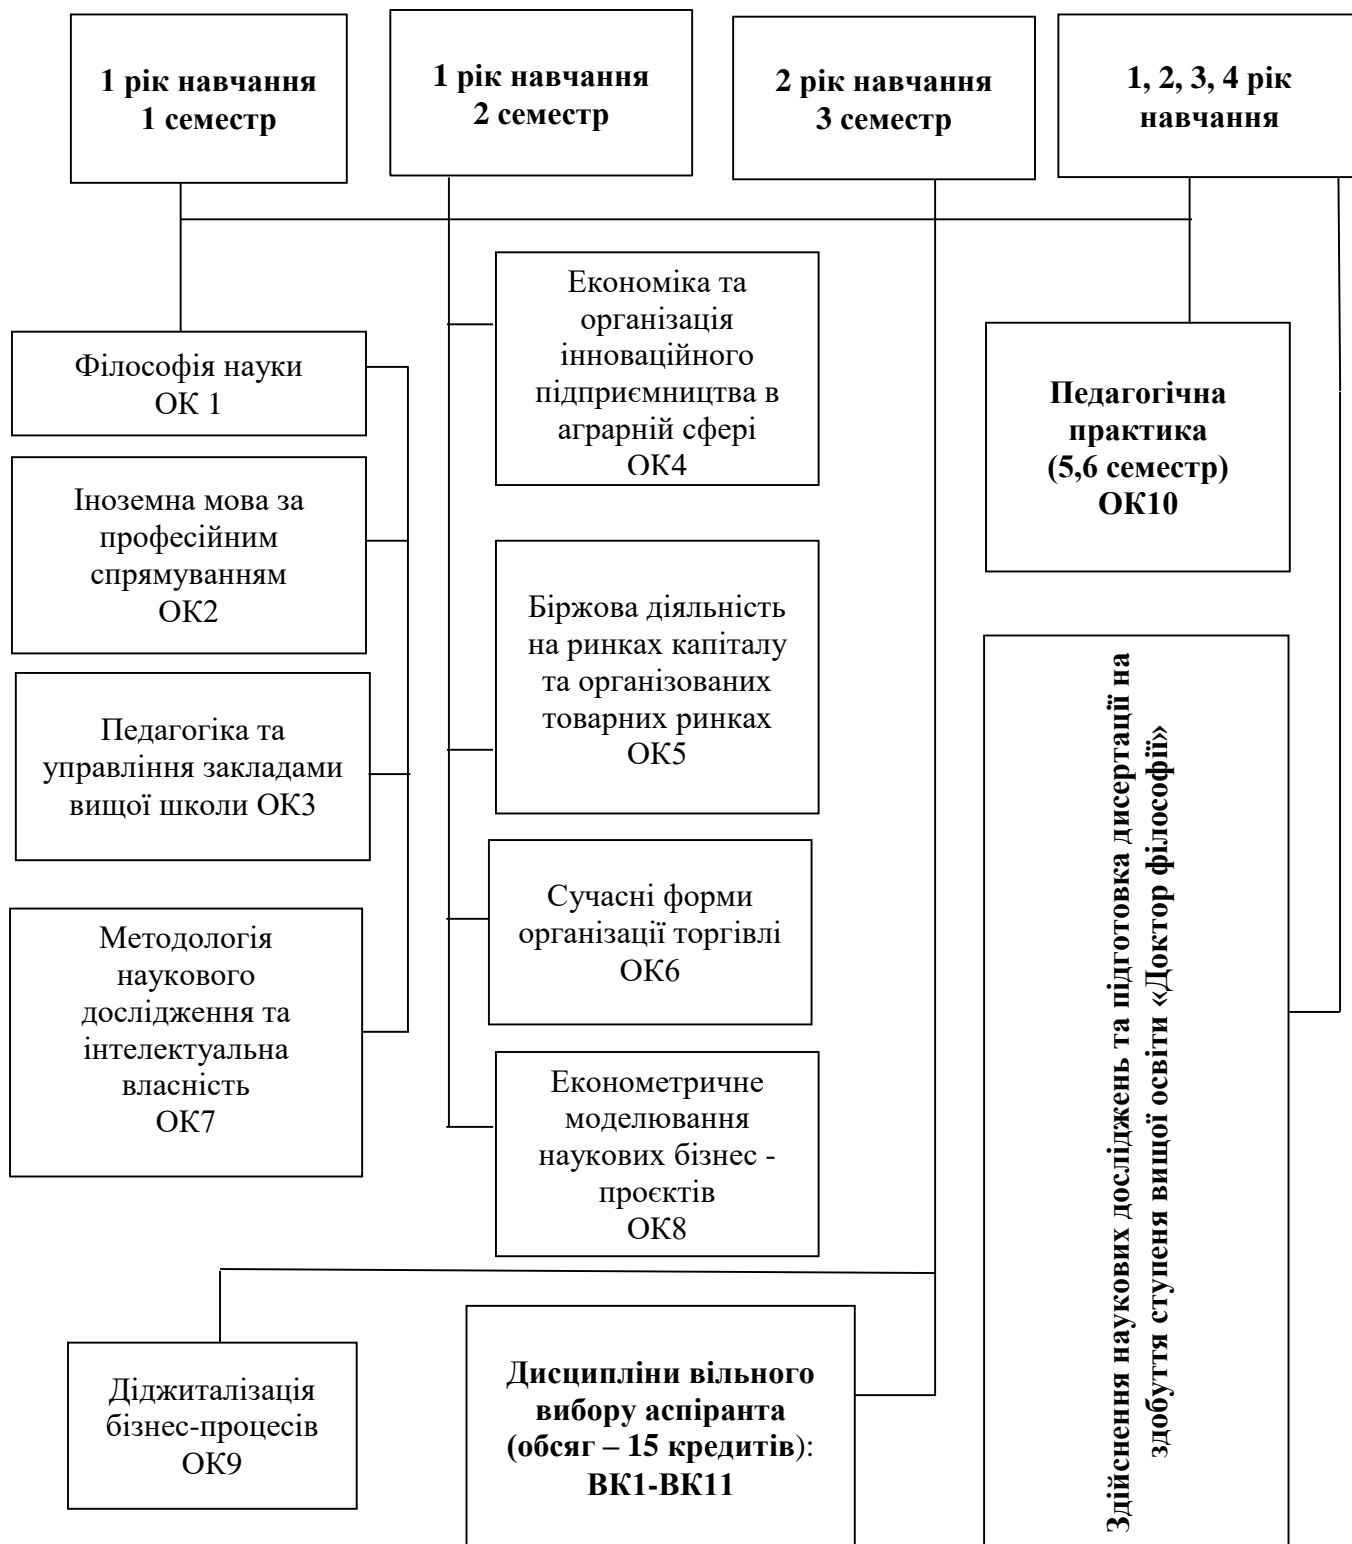 1 рік навчання
1 семестр
1 рік навчання
2 семестр
2 рік навчання
3 семестр
1, 2, 3, 4 рік
навчання
Філософія науки
ОК 1
Іноземна мова за
професійним
спрямуванням
ОК2
Педагогіка та
управління закладами
вищої школи ОК3
Методологія
наукового
дослідження та
інтелектуальна
власність
ОК7
Економіка та
організація
інноваційного
підприємництва в
аграрній сфері
ОК4
Біржова діяльність
на ринках капіталу
та організованих
товарних ринках
ОК5
Сучасні форми
організації торгівлі
ОК6
Економетричне
моделювання
наукових бізнес -
проєктів
ОК8
Діджиталізація
бізнес-процесів
ОК9
Дисципліни вільного
вибору аспіранта
(обсяг – 15 кредитів):
ВК1-ВК11
Педагогічна
практика
(5,6 семестр)
ОК10
Здійснення наукових досліджень та підготовка дисертації на
здобуття ступеня вищої освіти «Доктор філософії»